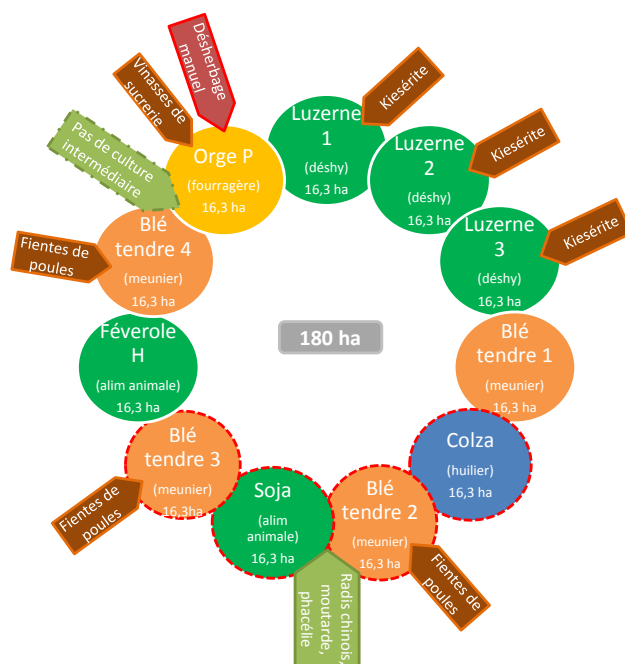 Désherbage
manuel
Vinasses de
sucrerie
Pas de culture
intermédiaire
Orge P
(fourragère)
16,3 ha
Luzerne
1
(déshy)
16,3 ha
Kiesérite
Luzerne
2
(déshy)
16,3 ha
Kiesérite
Luzerne
3
(déshy)
16,3 ha
Kiesérite
Blé
tendre 1
(meunier)
16,3 ha
Colza
(huilier)
16,3 ha
Blé
tendre 2
(meunier)
16,3 ha
Fientes de
poules
Radis chinois,
moutarde,
phacélie
Soja
(alim
animale)
16,3 ha
Blé
tendre 3
(meunier)
16,3ha
Fientes de
poules
Féverole
H
(alim animale)
16,3 ha
Blé
tendre 4
(meunier)
16,3 ha
Fientes de
poules
180 ha